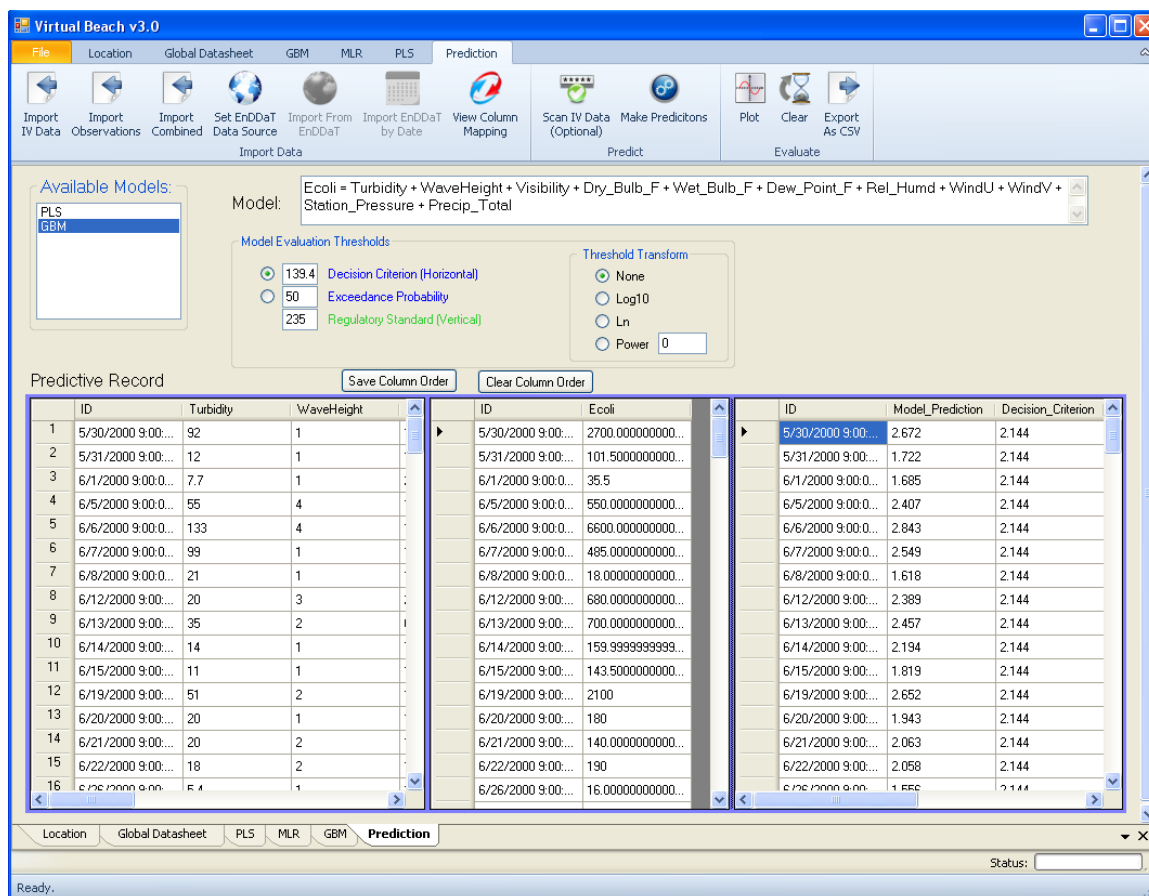 Virtual Beach v3.0
File Location Global Datasheet GBM MLR PLS Prediction
Import IV Data
Import Observations
Import Combined
Set EnDDaT Data Source
Import From EnDDaT
Import EnDDaT by Date
View Column Mapping
Import Data
Scan IV Data (Optional)
Make Predicitons
Predict
Plot
Clear
Export As CSV
Evaluate
Available Models:
PLS
GBM
Model:
Ecoli = Turbidity + WaveHeight + Visibility + Dry_Bulb_F + Wet_Bulb_F + Dew_Point_F + Rel_Humd + WindU + WindV +
Station_Pressure + Precip_Total
Model Evaluation Thresholds
139.4 Decision Criterion (Horizontal)
50 Exceedance Probability
235 Regulatory Standard (Vertical)
Threshold Transform
None
Log10
Ln
Power 0
Predictive Record
Save Column Order
Clear Column Order
ID Turbidity WaveHeight ID Ecoli ID Model_Prediction Decision_Criterion
1 5/30/2000 9:00:... 92 1 5/30/2000 9:00:... 2700.000000000... 5/30/2000 9:00:... 2.672 2.144
2 5/31/2000 9:00:... 12 1 5/31/2000 9:00:... 101.5000000000... 5/31/2000 9:00:... 1.722 2.144
3 6/1/2000 9:00:0... 7.7 1 6/1/2000 9:00:0... 35.5 6/1/2000 9:00:0... 1.685 2.144
4 6/5/2000 9:00:0... 55 4 6/5/2000 9:00:0... 550.0000000000... 6/5/2000 9:00:0... 2.407 2.144
5 6/6/2000 9:00:0... 133 4 6/6/2000 9:00:0... 6600.000000000... 6/6/2000 9:00:0... 2.843 2.144
6 6/7/2000 9:00:0... 99 1 6/7/2000 9:00:0... 485.0000000000... 6/7/2000 9:00:0... 2.549 2.144
7 6/8/2000 9:00:0... 21 1 6/8/2000 9:00:0... 18.00000000000... 6/8/2000 9:00:0... 1.618 2.144
8 6/12/2000 9:00:... 20 3 6/12/2000 9:00:... 680.0000000000... 6/12/2000 9:00:... 2.389 2.144
9 6/13/2000 9:00:... 35 2 6/13/2000 9:00:... 700.0000000000... 6/13/2000 9:00:... 2.457 2.144
10 6/14/2000 9:00:... 14 1 6/14/2000 9:00:... 159.9999999999... 6/14/2000 9:00:... 2.194 2.144
11 6/15/2000 9:00:... 11 1 6/15/2000 9:00:... 143.5000000000... 6/15/2000 9:00:... 1.819 2.144
12 6/19/2000 9:00:... 51 2 6/19/2000 9:00:... 2100 6/19/2000 9:00:... 2.652 2.144
13 6/20/2000 9:00:... 20 1 6/20/2000 9:00:... 180 6/20/2000 9:00:... 1.943 2.144
14 6/21/2000 9:00:... 20 2 6/21/2000 9:00:... 140.0000000000... 6/21/2000 9:00:... 2.063 2.144
15 6/22/2000 9:00:... 18 2 6/22/2000 9:00:... 190 6/22/2000 9:00:... 2.058 2.144
16 6/26/2000 9:00:... 5.4 1 6/26/2000 9:00:... 16.00000000000... 6/26/2000 9:00:... 1.556 2.144
Location Global Datasheet PLS MLR GBM Prediction
Status:
Ready.